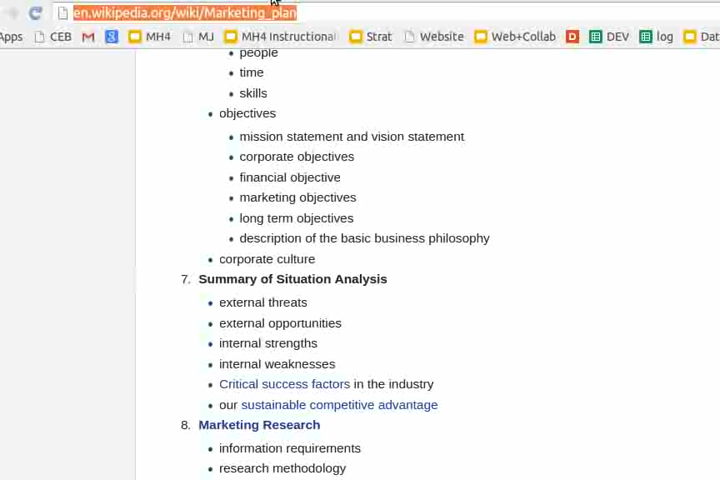 en.wikipedia.org/wiki/Marketing_plan
Apps CEB MH4 MJ MH4 Instructional Strat Website Web+Collab DEV log Dat
people
time
skills
objectives
mission statement and vision statement
corporate objectives
financial objective
marketing objectives
long term objectives
description of the basic business philosophy
corporate culture
7. Summary of Situation Analysis
external threats
external opportunities
internal strengths
internal weaknesses
Critical success factors in the industry
our sustainable competitive advantage
8. Marketing Research
information requirements
research methodology